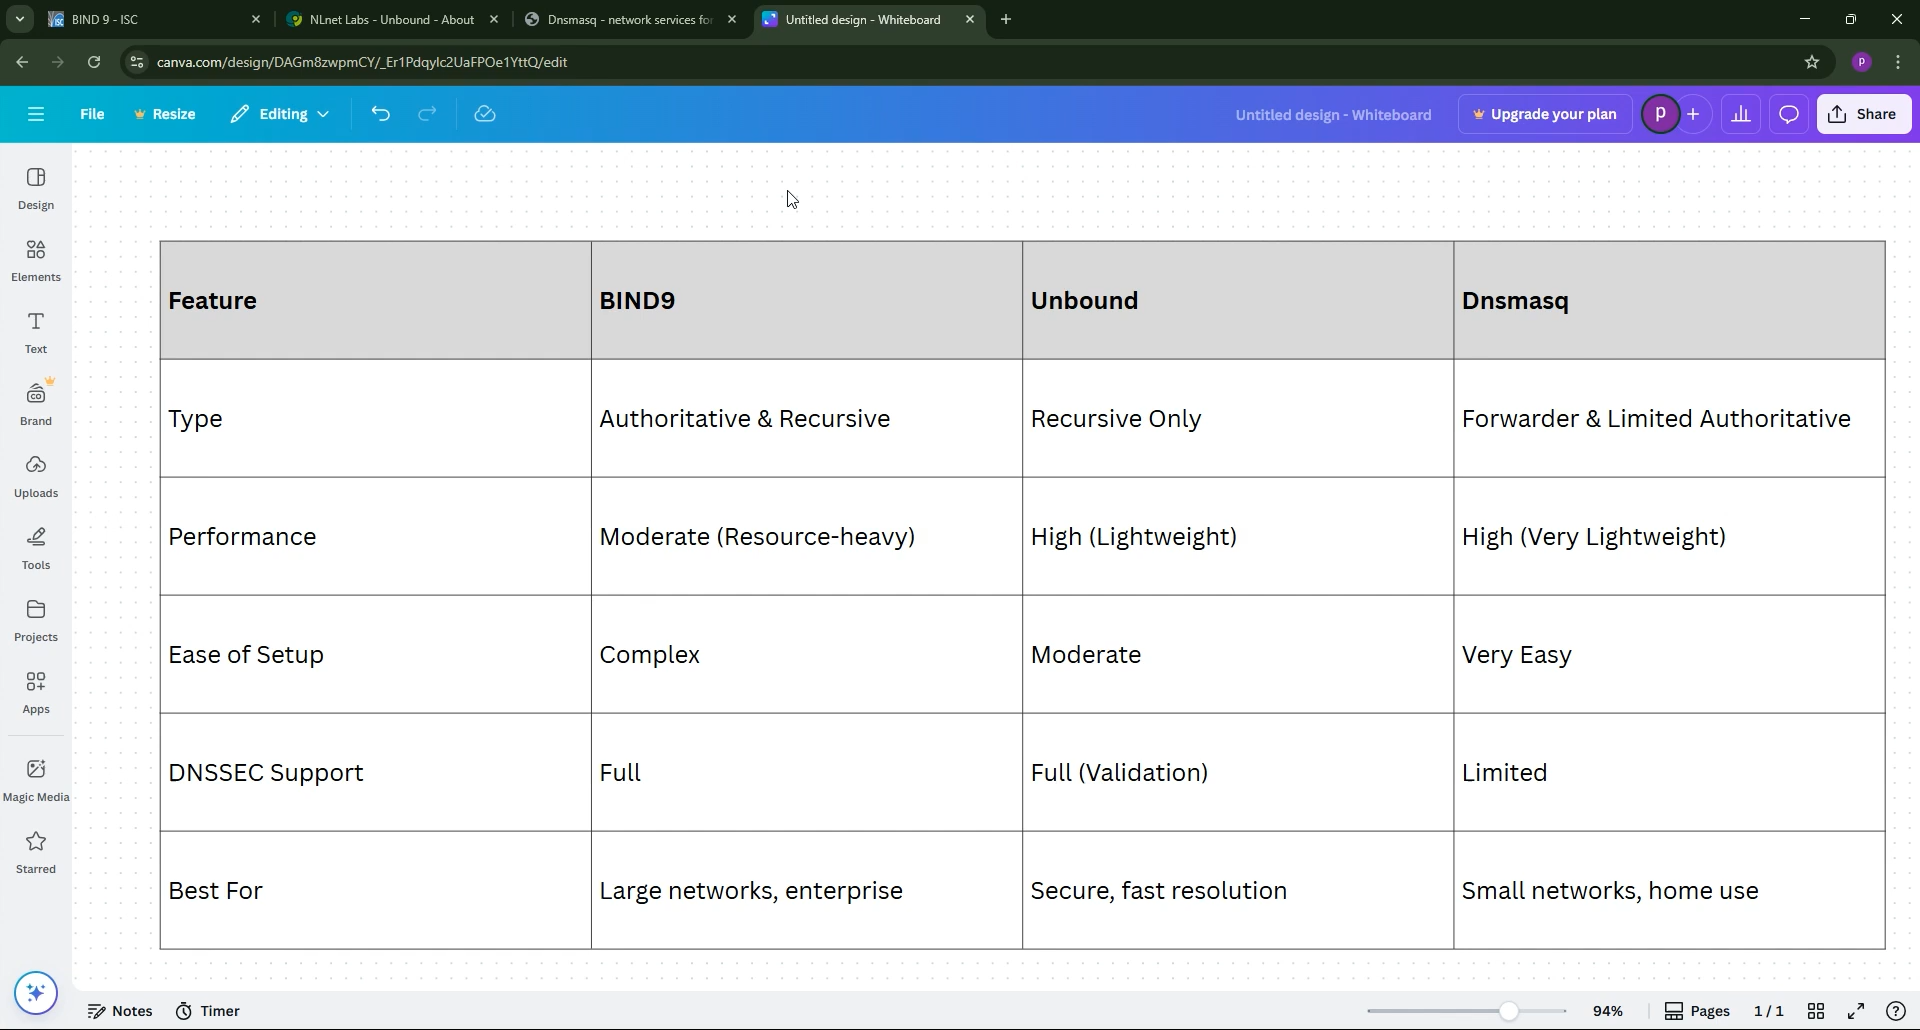 BIND 9 - ISC
NLnet Labs - Unbound - About
Dnsmasq - network services fo
Untitled design - Whiteboard
canva.com/design/DAGm8zwpmCY/_Er1Pdqylc2UaFPOe1YttQ/edit
P
File
Resize
Editing
Untitled design - Whiteboard
Upgrade your plan
P
Share
Design
Elements
Text
Brand
Uploads
Tools
Projects
Apps
Magic Media
Starred
Feature BIND9 Unbound Dnsmasq
Type Authoritative & Recursive Recursive Only Forwarder & Limited Authoritative
Performance Moderate (Resource-heavy) High (Lightweight) High (Very Lightweight)
Ease of Setup Complex Moderate Very Easy
DNSSEC Support Full Full (Validation) Limited
Best For Large networks, enterprise Secure, fast resolution Small networks, home use
Notes Timer 94% Pages 1 / 1